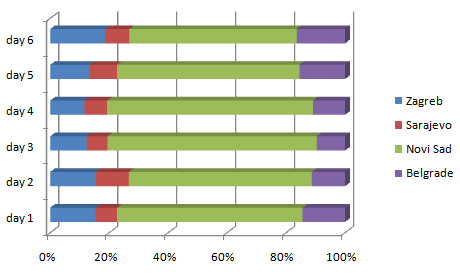 day 6
day 5
day 4
day 3
day 2
day 1
0%
20%
40%
60%
80%
100%
Zagreb
Sarajevo
Novi Sad
Belgrade